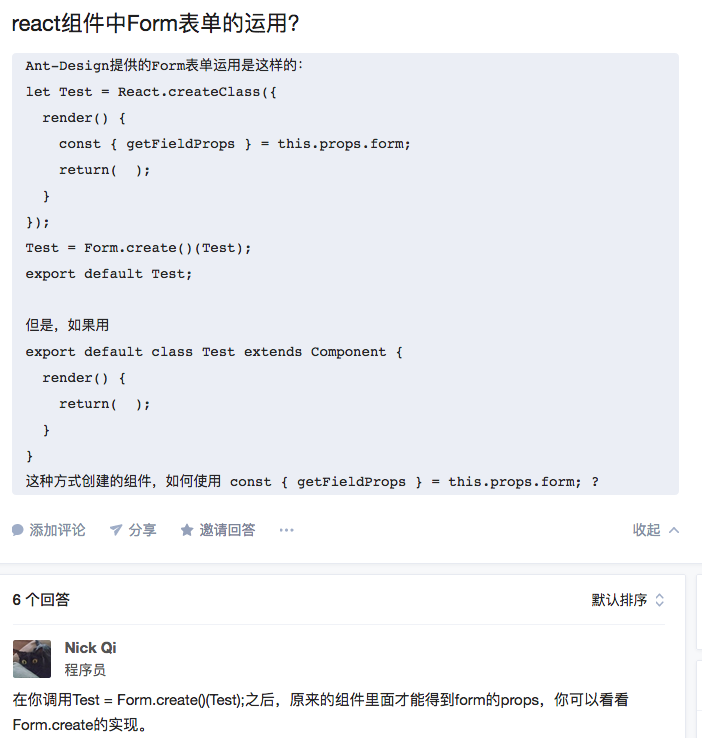 react组件中Form表单的运用?
Ant-Design提供的Form表单运用是这样的:
let Test = React.createClass({
render() {
const { getFieldProps } = this.props.form;
return(  );
}
});
Test = Form.create()(Test);
export default Test;
但是，如果用
export default class Test extends Component {
render() {
return(  );
}
}
这种方式创建的组件，如何使用 const { getFieldProps } = this.props.form; ?
添加评论 分享 邀请回答 ··· 收起
6 个回答 默认排序
Nick Qi
程序员
在你调用Test = Form.create()(Test);之后，原来的组件里面才能得到form的props，你可以看看
Form.create的实现。